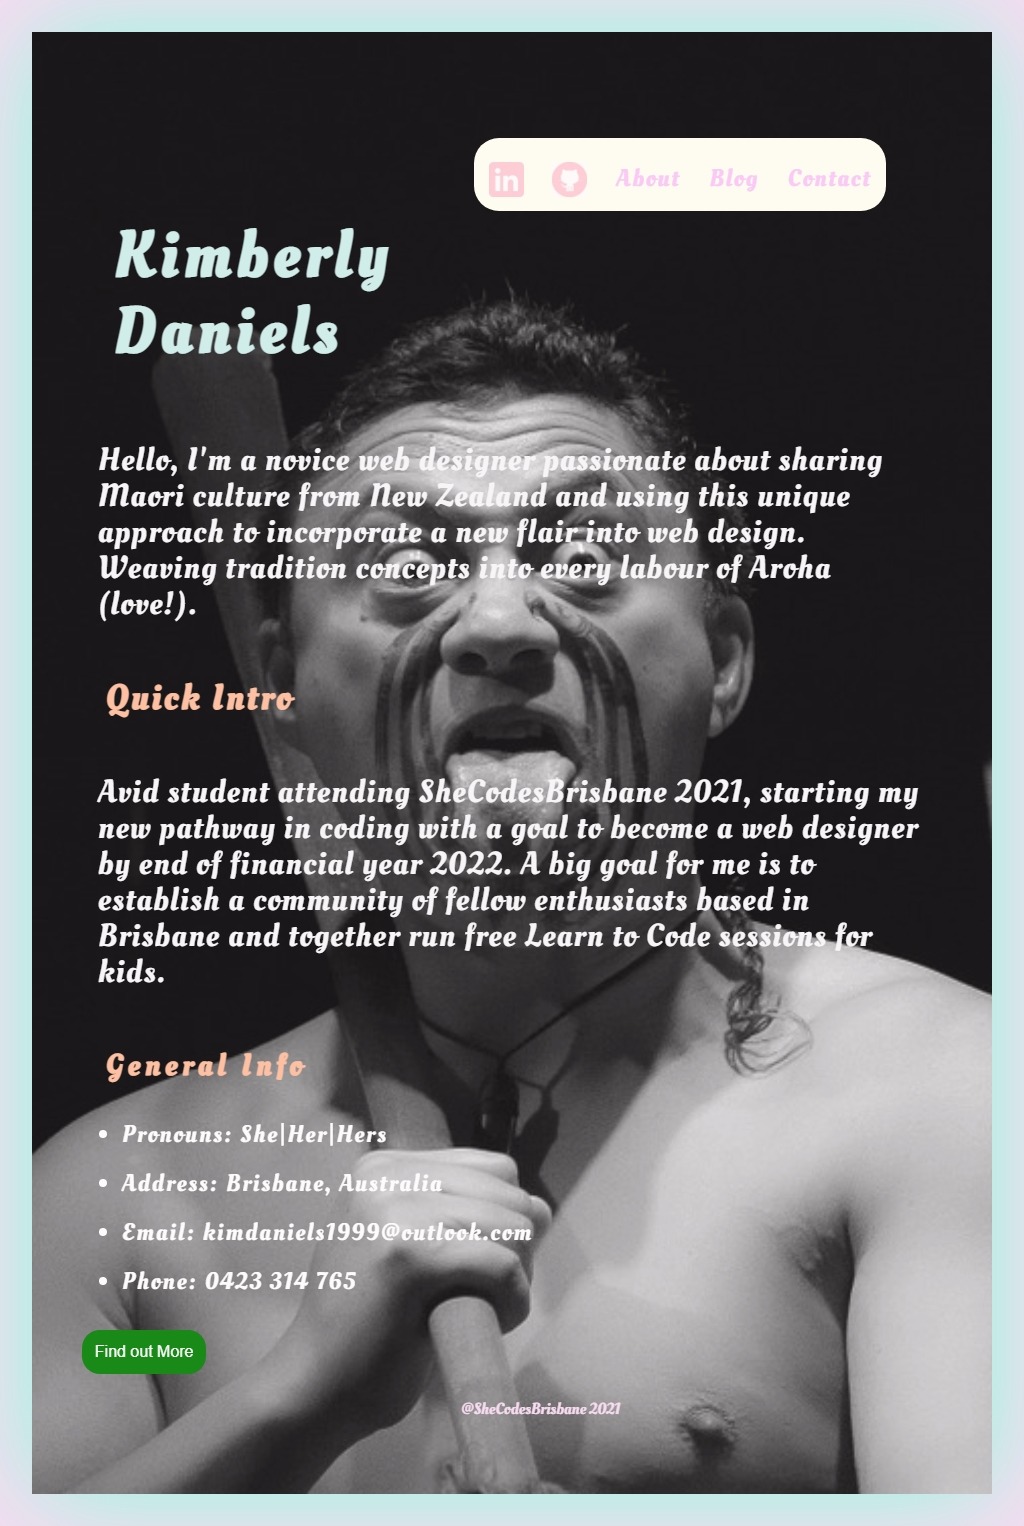 in About Blog Contact
Kimberly
Daniels
Hello, I'm a novice web designer passionate about sharing
Maori culture from New Zealand and using this unique
approach to incorporate a new flair into web design.
Weaving tradition concepts into every labour of Aroha
(love!).
Quick Intro
Avid student attending SheCodesBrisbane 2021, starting my
new pathway in coding with a goal to become a web designer
by end of financial year 2022. A big goal for me is to
establish a community of fellow enthusiasts based in
Brisbane and together run free Learn to Code sessions for
kids.
General Info
• Pronouns: She|Her|Hers
• Address: Brisbane, Australia
• Email: kimdaniels1999@outlook.com
• Phone: 0423 314 765
Find out More
@SheCodesBrisbane 2021